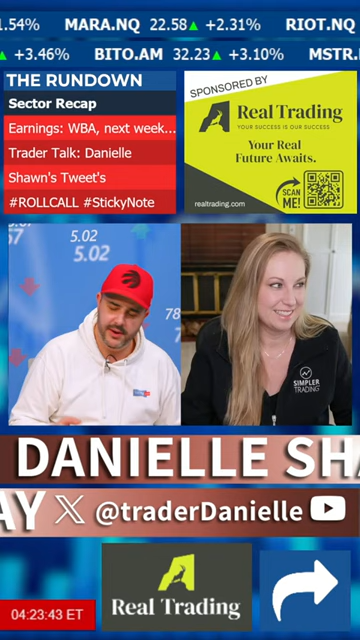 1.54% MARA.NQ 22.58 +2.31% RIOT.NQ
+3.46% BITO.AM 32.23 +3.10% MSTR.
THE RUNDOWN
Sector Recap
Earnings: WBA, next week...
Trader Talk: Danielle
Shawn's Tweet's
#ROLLCALL #StickyNote
SPONSORED BY
Real Trading
YOUR SUCCESS IS OUR SUCCESS
Your Real
Future Awaits.
SCAN
ME!
realtrading.com
5.02
5.02
67
78
SIMPLER
TRADING
DANIELLE SHA
AY X @traderDanielle
Real Trading
04:23:43 ET